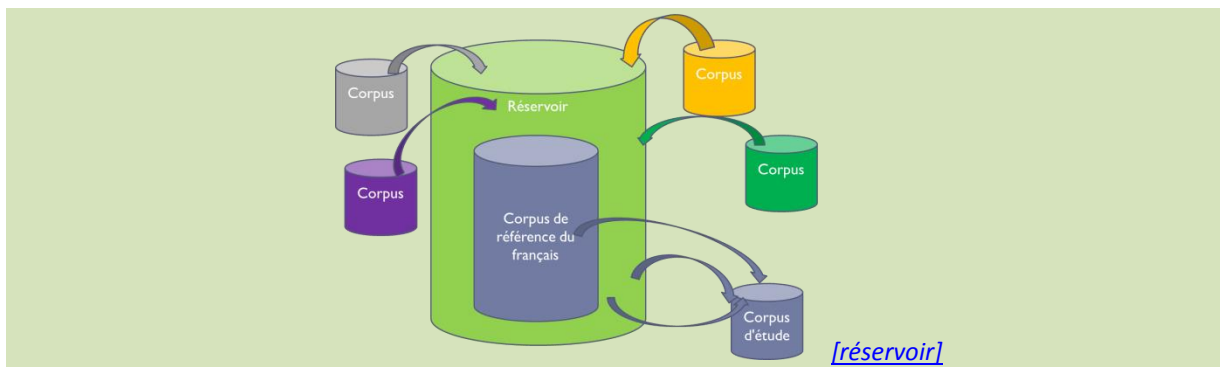 Corpus
Corpus
Réservoir
Corpus
Corpus
Corpus de
référence du
français
Corpus
d'étude
[réservoir]